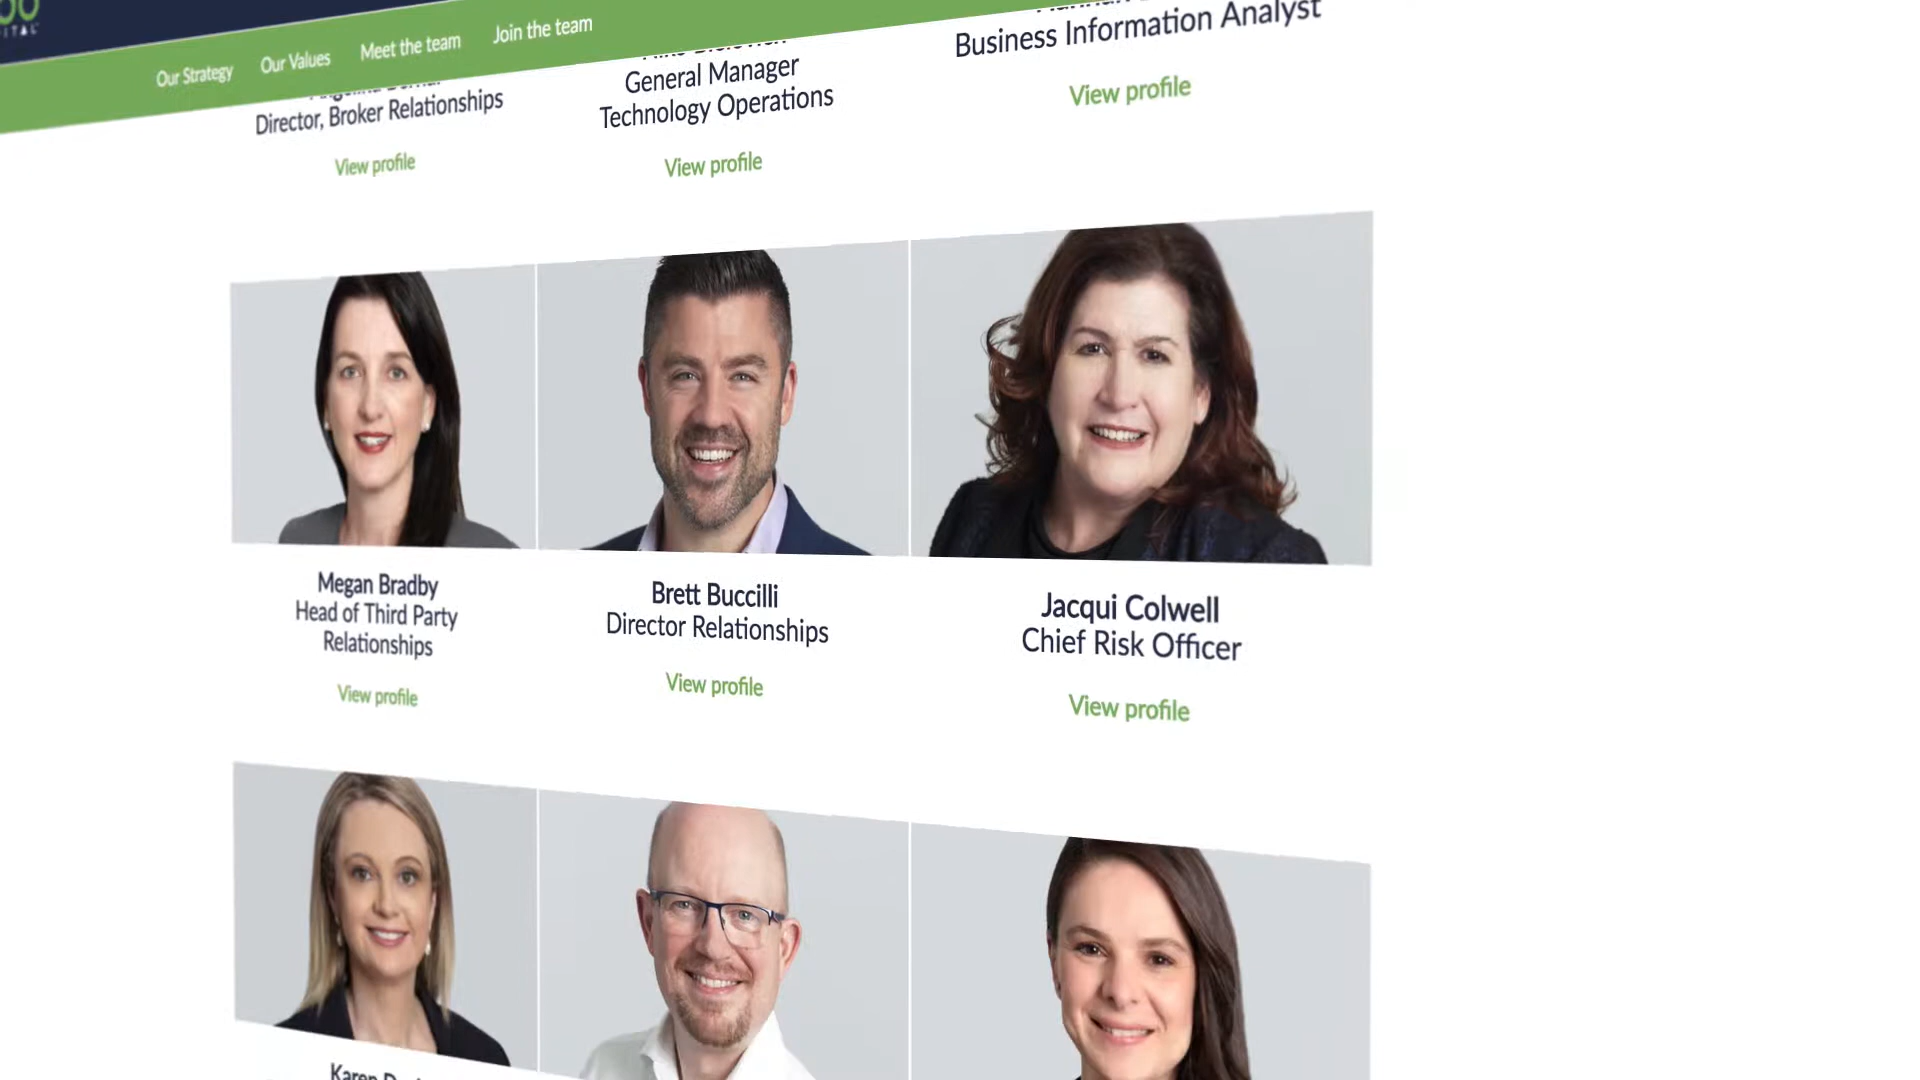 Our Strategy
Our Values
Meet the team
Join the team
Director, Broker Relationships
View profile
General Manager
Technology Operations
View profile
Business Information Analyst
View profile
Megan Bradby
Head of Third Party
Relationships
View profile
Brett Buccilli
Director Relationships
View profile
Jacqui Colwell
Chief Risk Officer
View profile
Karen